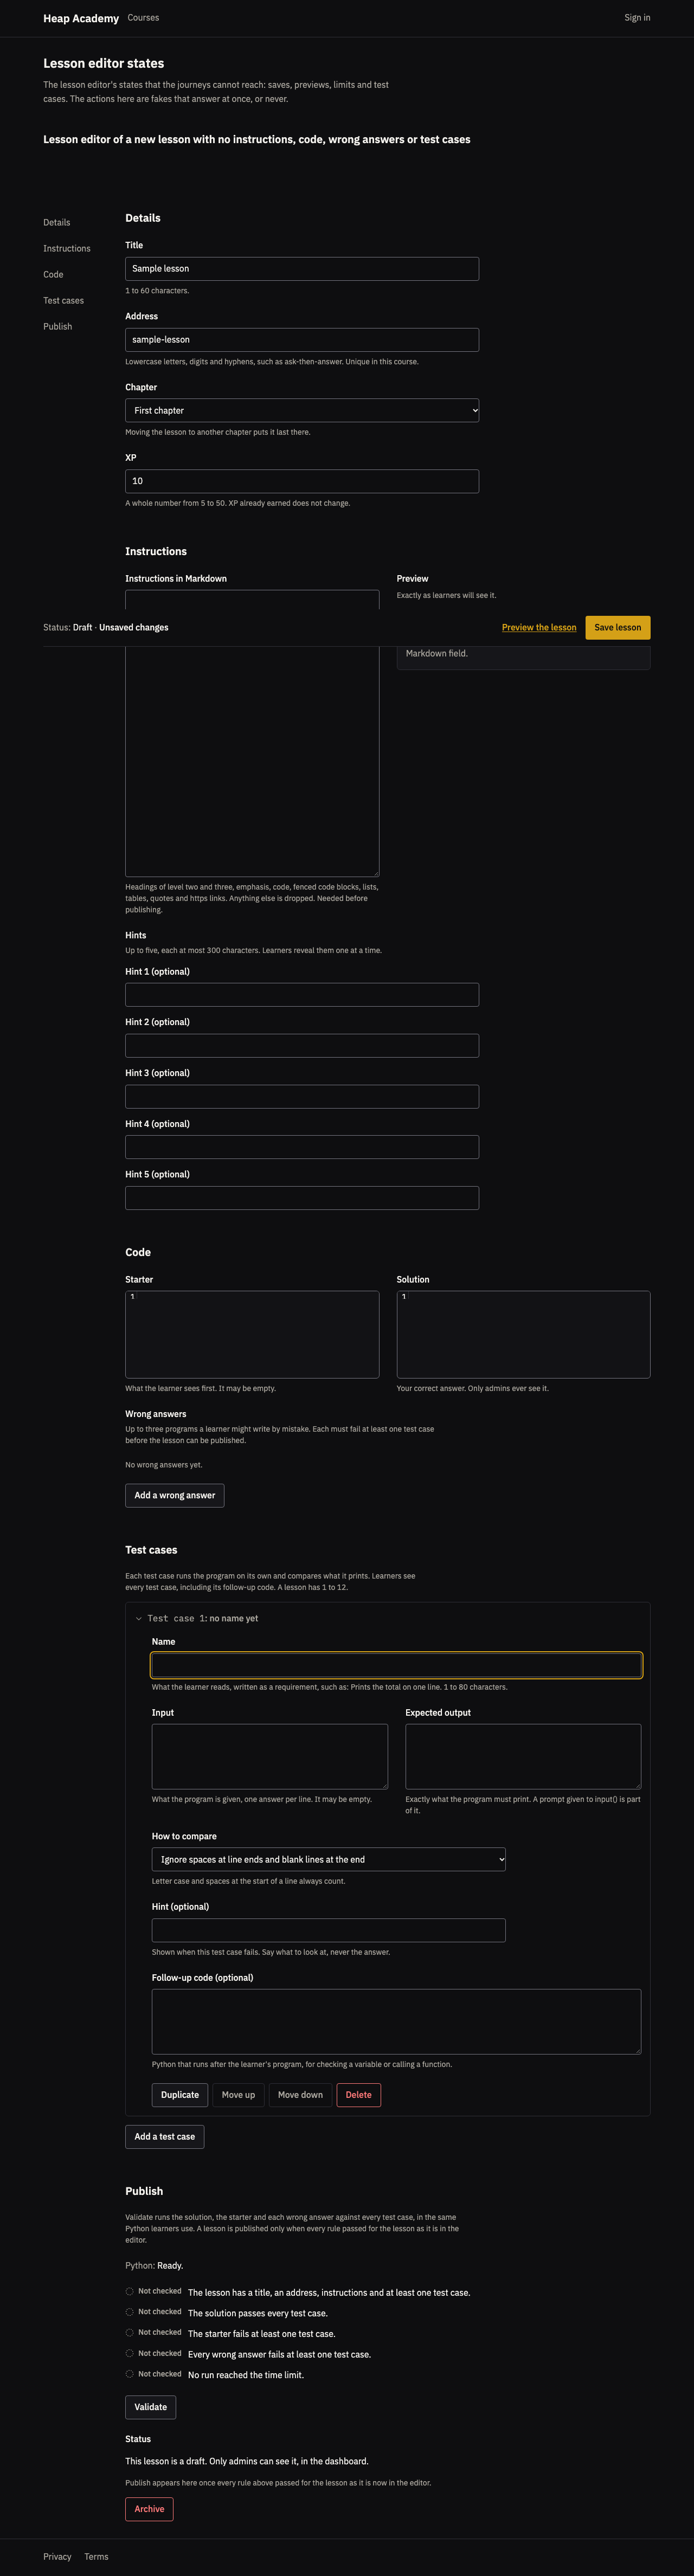 Heap Academy
Courses
Sign in
Lesson editor states
The lesson editor's states that the journeys cannot reach: saves, previews, limits and test
cases. The actions here are fakes that answer at once, or never.
Lesson editor of a new lesson with no instructions, code, wrong answers or test cases
Details
Instructions
Code
Test cases
Publish
Details
Title
Sample lesson
1 to 60 characters.
Address
sample-lesson
Lowercase letters, digits and hyphens, such as ask-then-answer. Unique in this course.
Chapter
First chapter
Moving the lesson to another chapter puts it last there.
XP
10
A whole number from 5 to 50. XP already earned does not change.
Instructions
Instructions in Markdown
Preview
Exactly as learners will see it.
Status: Draft · Unsaved changes
Preview the lesson
Save lesson
Markdown field.
Headings of level two and three, emphasis, code, fenced code blocks, lists,
tables, quotes and https links. Anything else is dropped. Needed before
publishing.
Hints
Up to five, each at most 300 characters. Learners reveal them one at a time.
Hint 1 (optional)
Hint 2 (optional)
Hint 3 (optional)
Hint 4 (optional)
Hint 5 (optional)
Code
Starter
1
What the learner sees first. It may be empty.
Solution
1
Your correct answer. Only admins ever see it.
Wrong answers
Up to three programs a learner might write by mistake. Each must fail at least one test case
before the lesson can be published.
No wrong answers yet.
Add a wrong answer
Test cases
Each test case runs the program on its own and compares what it prints. Learners see
every test case, including its follow-up code. A lesson has 1 to 12.
Test case 1: no name yet
Name
What the learner reads, written as a requirement, such as: Prints the total on one line. 1 to 80 characters.
Input
What the program is given, one answer per line. It may be empty.
Expected output
Exactly what the program must print. A prompt given to input() is part
of it.
How to compare
Ignore spaces at line ends and blank lines at the end
Letter case and spaces at the start of a line always count.
Hint (optional)
Shown when this test case fails. Say what to look at, never the answer.
Follow-up code (optional)
Python that runs after the learner's program, for checking a variable or calling a function.
Duplicate
Move up
Move down
Delete
Add a test case
Publish
Validate runs the solution, the starter and each wrong answer against every test case, in the same
Python learners use. A lesson is published only when every rule passed for the lesson as it is in the
editor.
Python: Ready.
Not checked The lesson has a title, an address, instructions and at least one test case.
Not checked The solution passes every test case.
Not checked The starter fails at least one test case.
Not checked Every wrong answer fails at least one test case.
Not checked No run reached the time limit.
Validate
Status
This lesson is a draft. Only admins can see it, in the dashboard.
Publish appears here once every rule above passed for the lesson as it is now in the editor.
Archive
Privacy
Terms